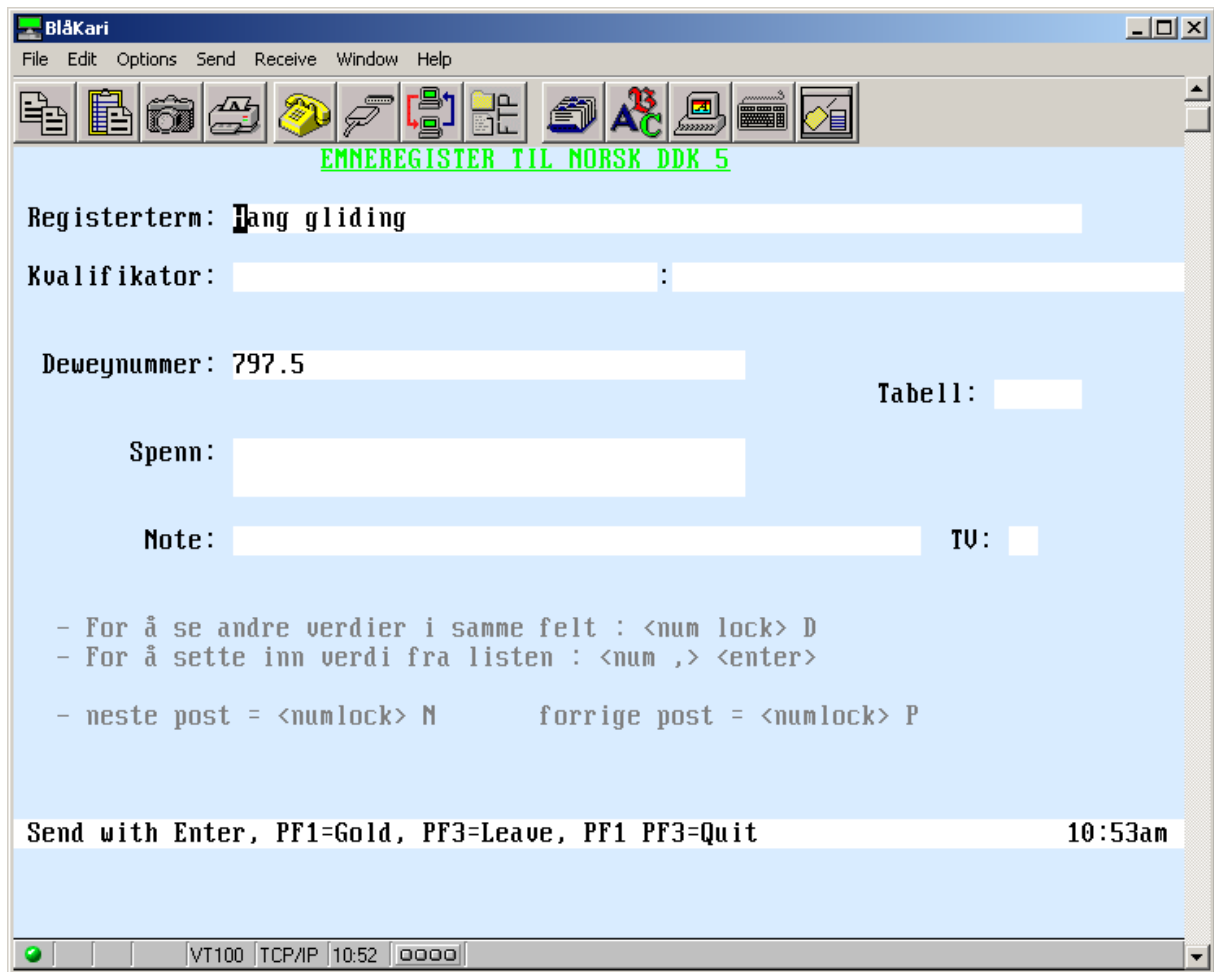 BlåKari
File Edit Options Send Receive Window Help
FTP
ABC
EMNEREGISTER TIL NORSK DDK 5
Registerterm: Hang gliding
Kvalifikator: :
Deweynummer: 797.5
Tabell:
Spenn:
Note: TV:
- For å se andre verdier i samme felt : <num lock> D
- For å sette inn verdi fra listen : <num ,> <enter>
- neste post = <numlock> N forrige post = <numlock> P
Send with Enter, PF1=Gold, PF3=Leave, PF1 PF3=Quit 10:53am
VT100 TCP/IP 10:52